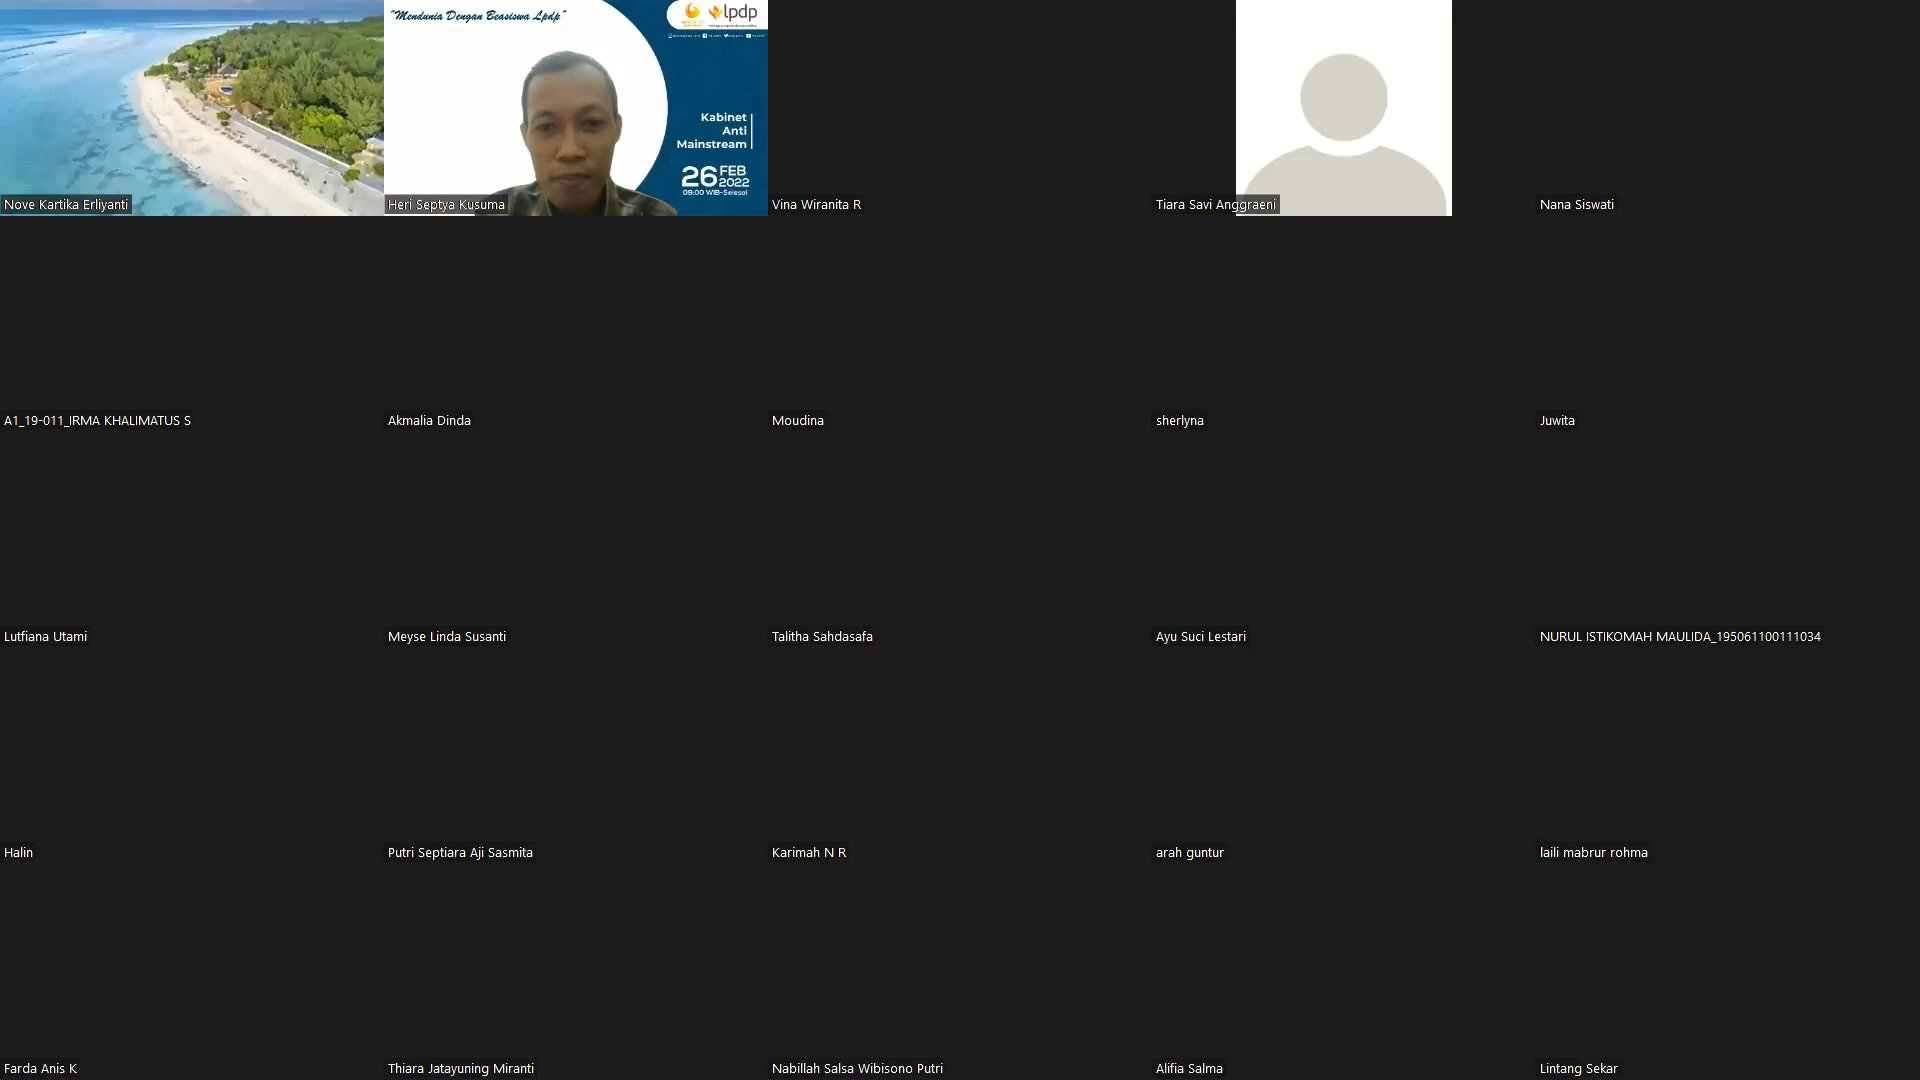 "Mendunia Dengan Beasiswa Lpdp"
lpdp
Kabinet
Anti
Mainstream
26 FEB
2022
09:00 WIB-Selesai
Nove Kartika Erliyanti
Heri Septya Kusuma
Vina Wiranita R
Tiara Savi Anggraeni
Nana Siswati
A1_19-011_IRMA KHALIMATUS S
Akmalia Dinda
Moudina
sherlyna
Juwita
Lutfiana Utami
Meyse Linda Susanti
Talitha Sahdasafa
Ayu Suci Lestari
NURUL ISTIKOMAH MAULIDA_195061100111034
Halin
Putri Septiara Aji Sasmita
Karimah N R
arah guntur
laili mabrur rohma
Farda Anis K
Thiara Jatayuning Miranti
Nabillah Salsa Wibisono Putri
Alifia Salma
Lintang Sekar